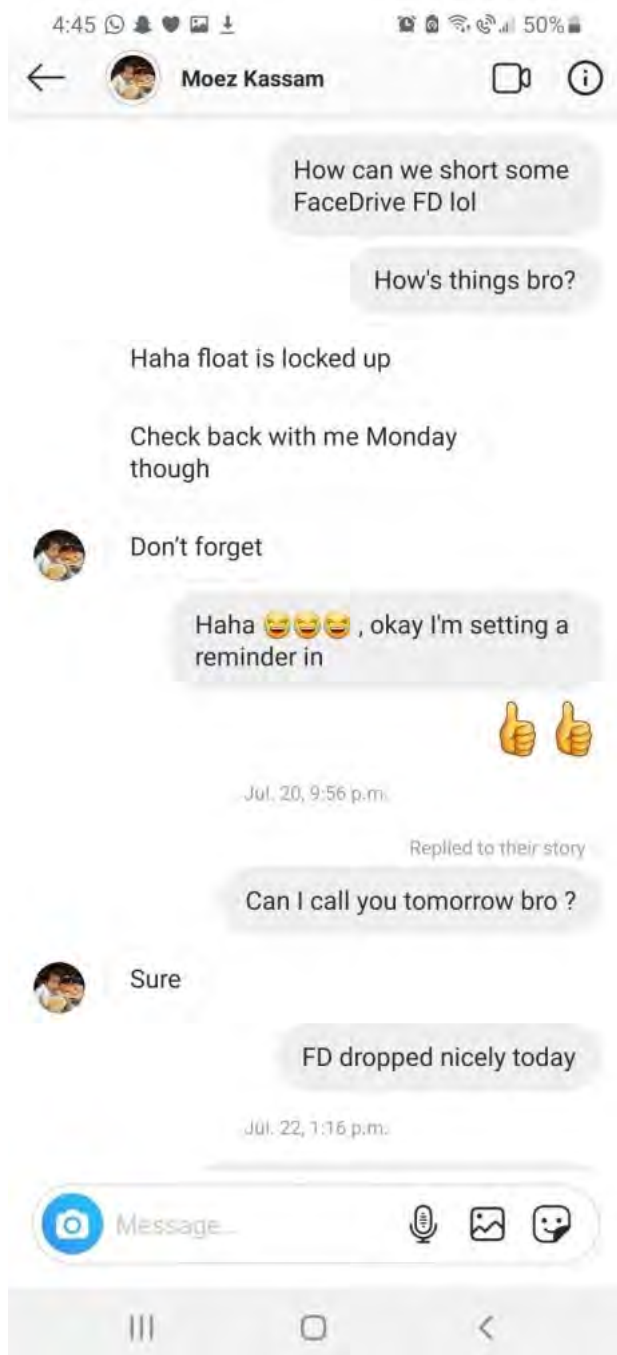 4:45 50%
Moez Kassam
How can we short some
FaceDrive FD lol
How's things bro?
Haha float is locked up
Check back with me Monday
though
Don't forget
Haha 😂😂😂 , okay I'm setting a
reminder in
👍👍
Jul. 20, 9:56 p.m.
Replied to their story
Can I call you tomorrow bro ?
Sure
FD dropped nicely today
Jul. 22, 1:16 p.m.
Message...